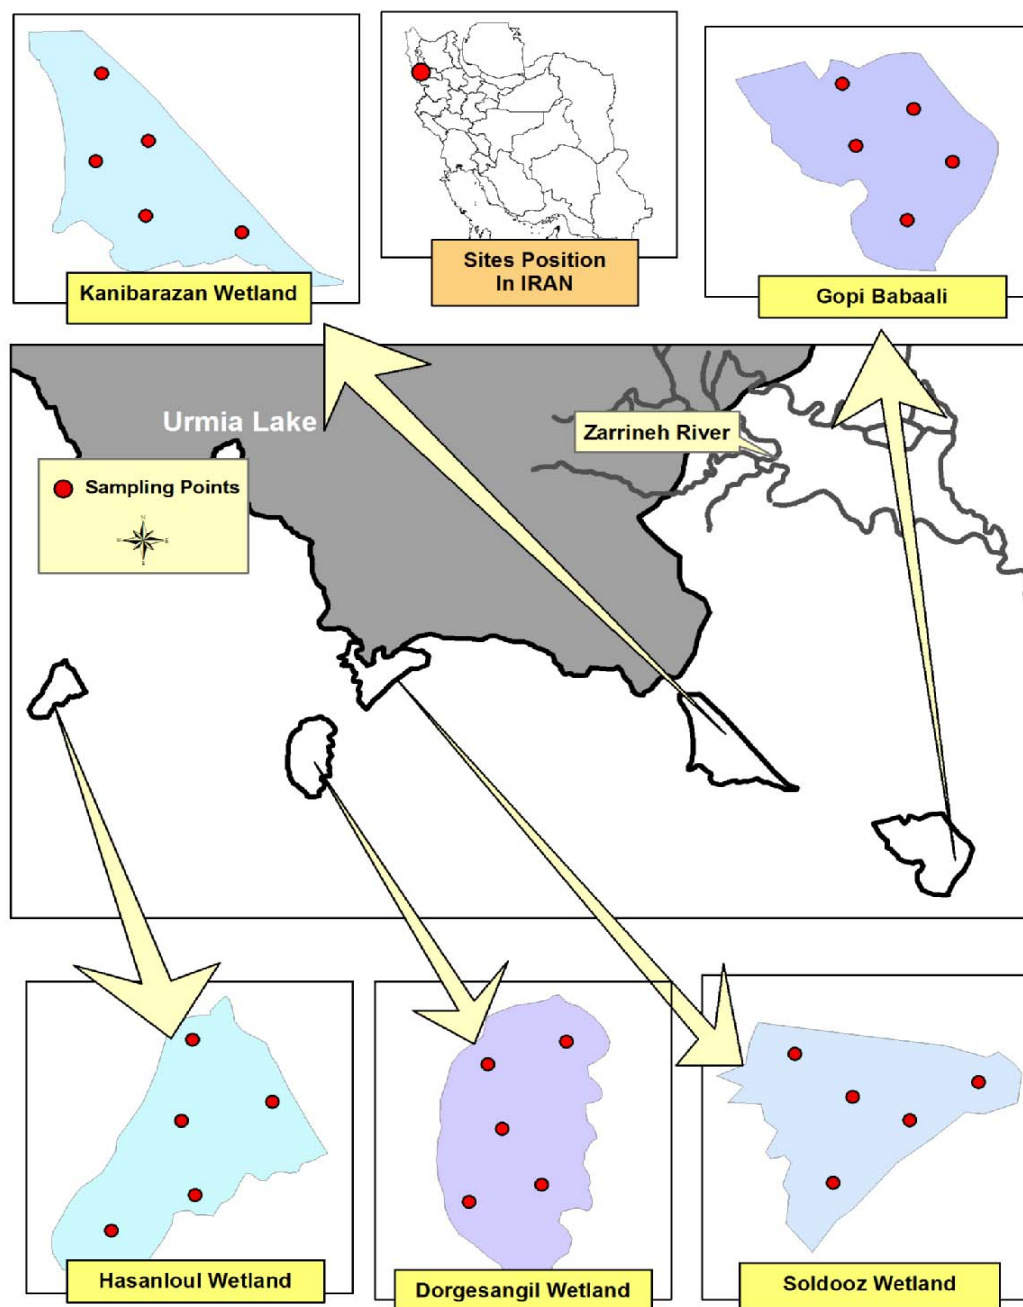 Kanibarazan Wetland
Sites Position
In IRAN
Gopi Babaali
Urmia Lake
Zarrineh River
Sampling Points
Hasanloul Wetland
Dorgesangil Wetland
Soldooz Wetland